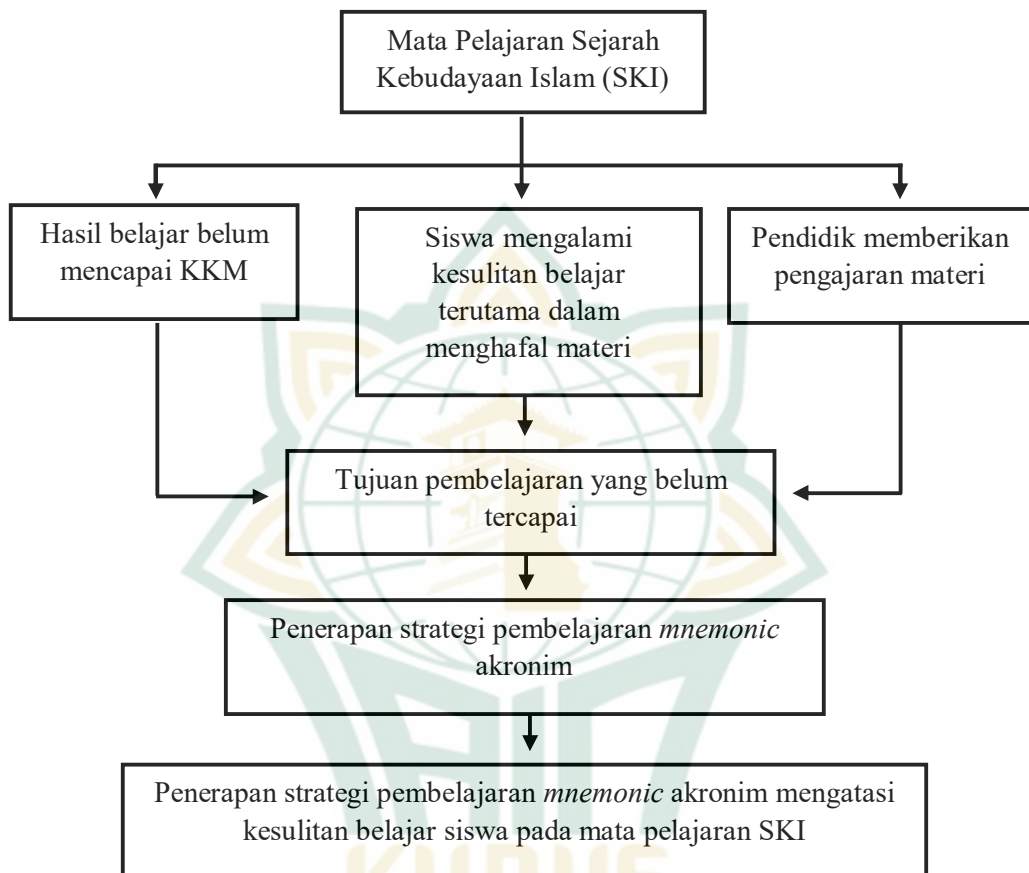 Mata Pelajaran Sejarah
Kebudayaan Islam (SKI)
Hasil belajar belum
mencapai KKM
Siswa mengalami
kesulitan belajar
terutama dalam
menghafal materi
Pendidik memberikan
pengajaran materi
Tujuan pembelajaran yang belum
tercapai
Penerapan strategi pembelajaran mnemonic
akronim
Penerapan strategi pembelajaran mnemonic akronim mengatasi
kesulitan belajar siswa pada mata pelajaran SKI